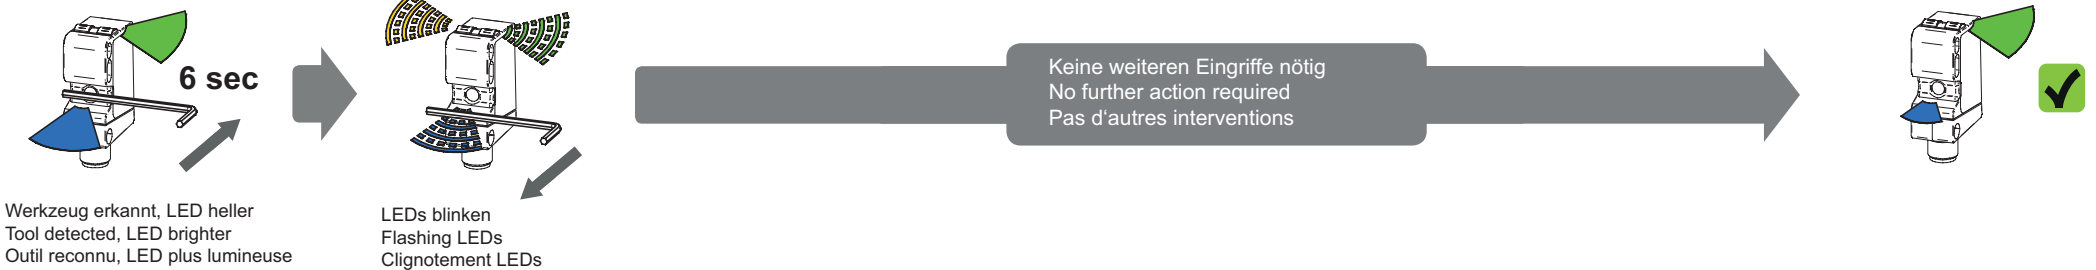 6 sec
Werkzeug erkannt, LED heller
Tool detected, LED brighter
Outil reconnu, LED plus lumineuse
LEDs blinken
Flashing LEDs
Clignotement LEDs
Keine weiteren Eingriffe nötig
No further action required
Pas d‘autres interventions